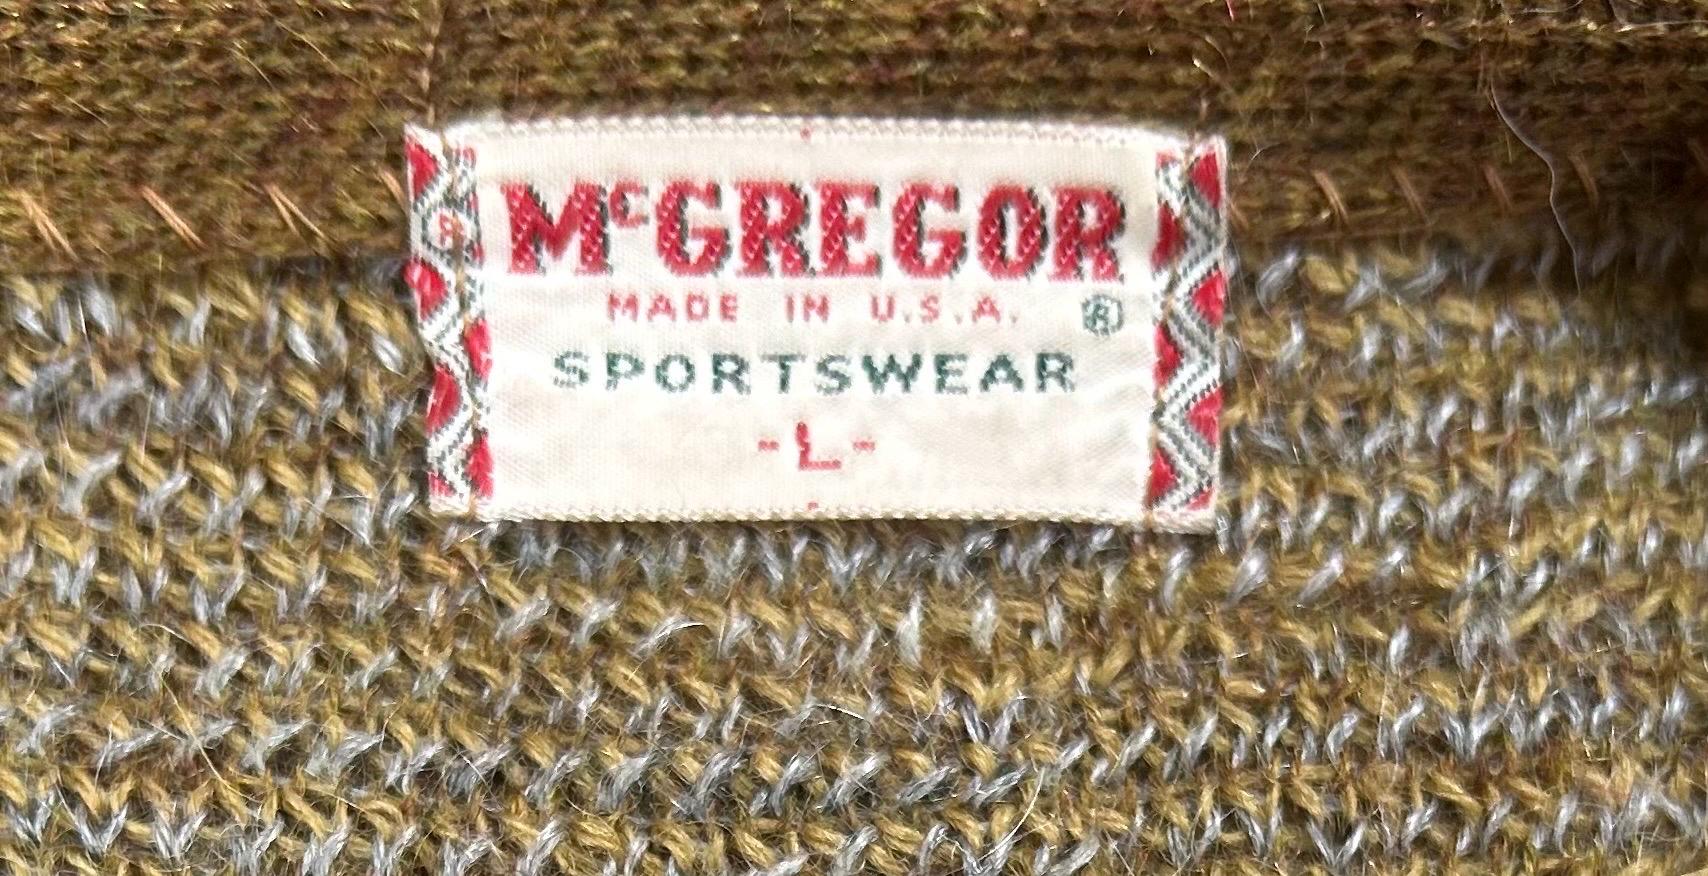 McGREGOR
MADE IN U.S.A. ®
SPORTSWEAR
-L-